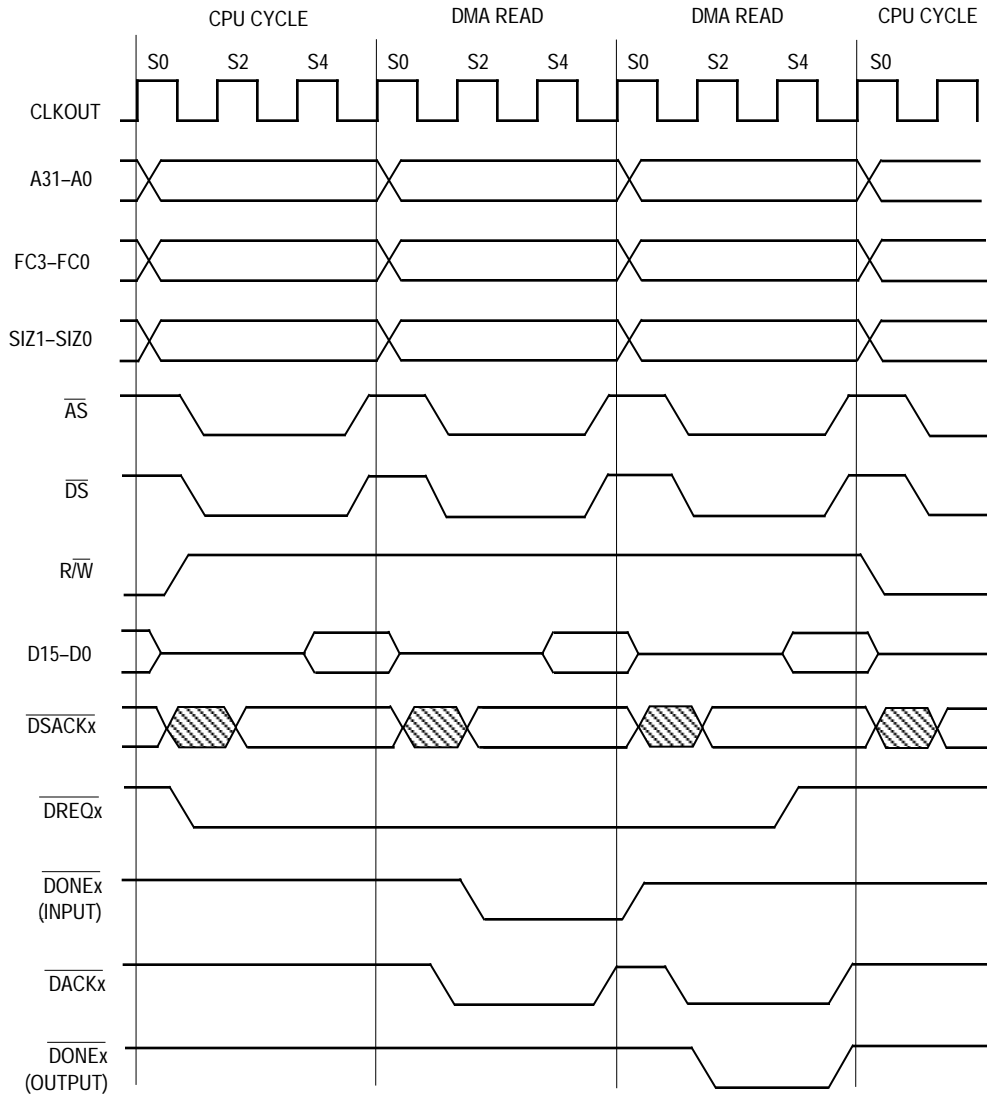 CPU CYCLE DMA READ DMA READ CPU CYCLE
S0 S2 S4 S0 S2 S4 S0 S2 S4 S0
CLKOUT
A31–A0
FC3–FC0
SIZ1–SIZ0
AS
DS
R/W
D15–D0
DSACKx
DREQx
DONEx
(INPUT)
DACKx
DONEx
(OUTPUT)